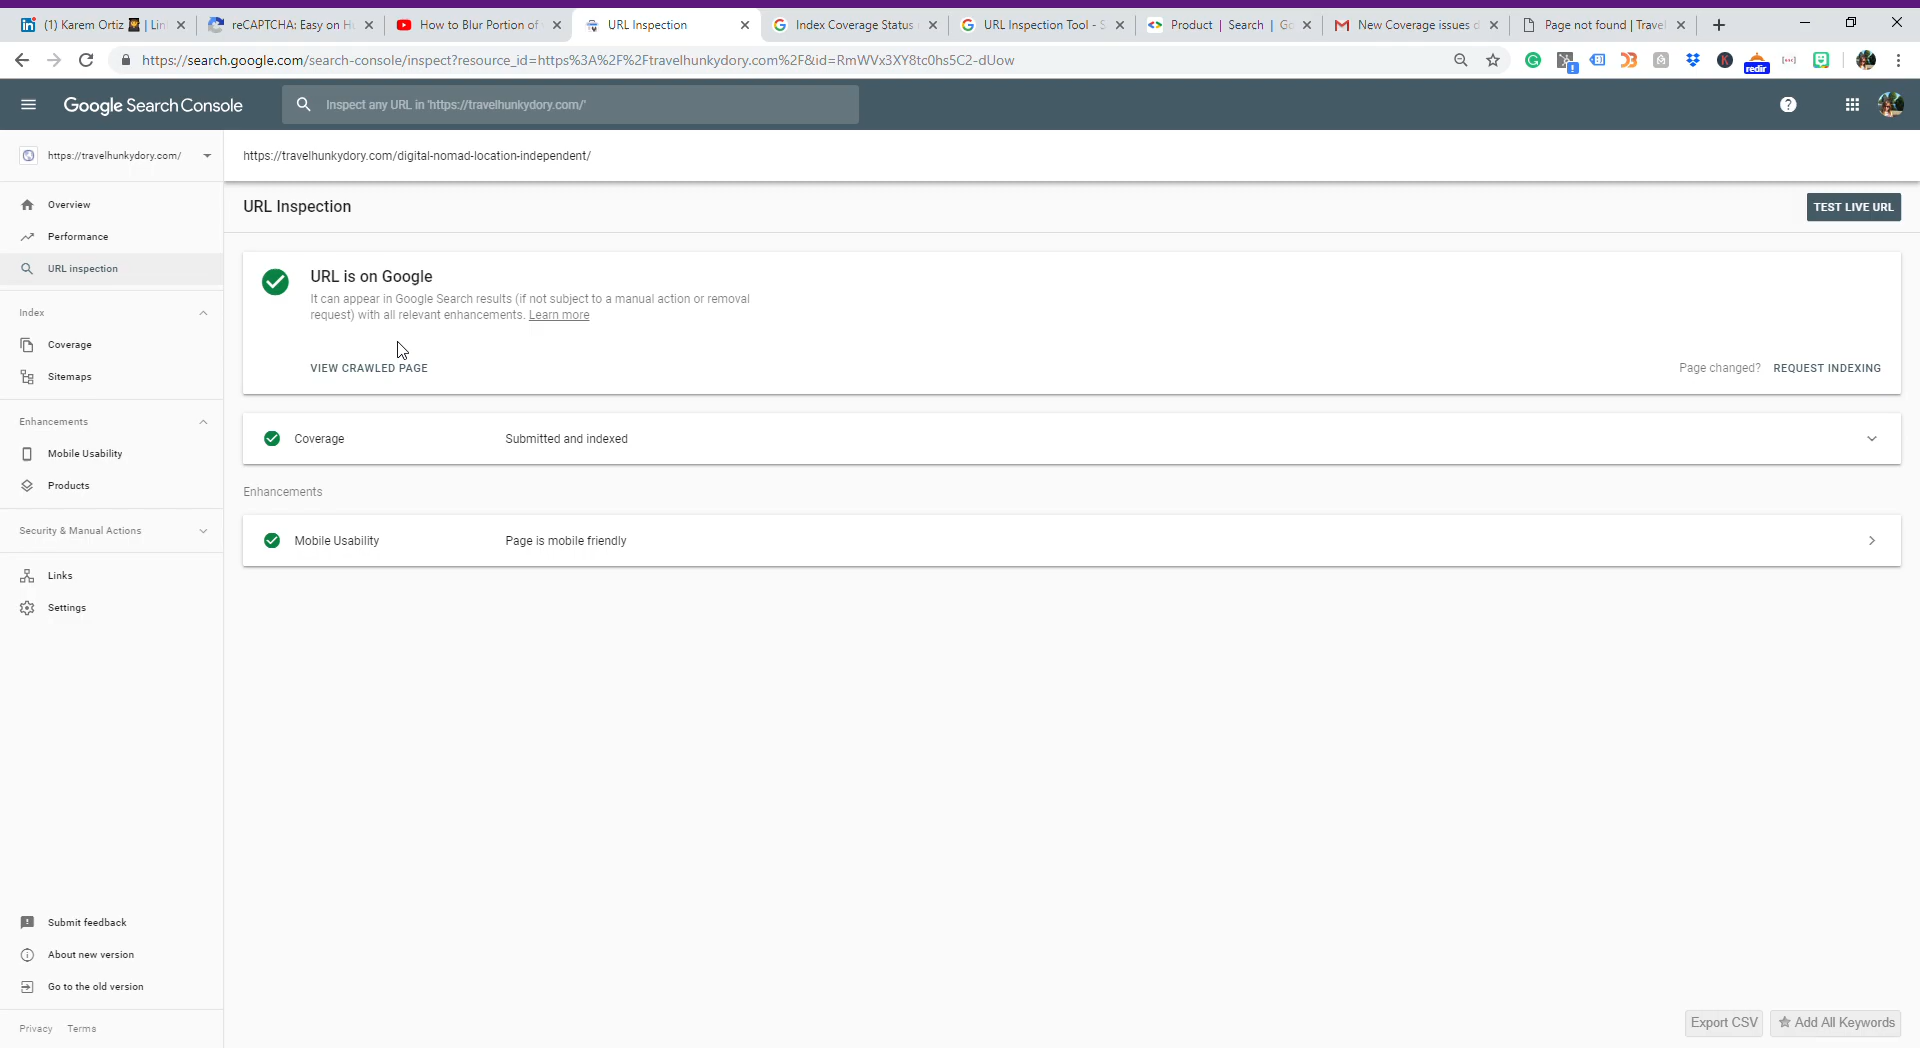 (1) Karem Ortiz | Lin
reCAPTCHA: Easy on H
How to Blur Portion of
URL Inspection
Index Coverage Status
URL Inspection Tool - S
Product | Search | Go
New Coverage issues d
Page not found | Travel
https://search.google.com/search-console/inspect?resource_id=https%3A%2F%2Ftravelhunkydory.com%2F&id=RmWVx3XY8tc0hs5C2-dUow
redir
Google Search Console
Inspect any URL in 'https://travelhunkydory.com/'
https://travelhunkydory.com/
https://travelhunkydory.com/digital-nomad-location-independent/
Overview
Performance
URL inspection
Index
Coverage
Sitemaps
Enhancements
Mobile Usability
Products
Security & Manual Actions
Links
Settings
Submit feedback
About new version
Go to the old version
Privacy Terms
URL Inspection
TEST LIVE URL
URL is on Google
It can appear in Google Search results (if not subject to a manual action or removal
request) with all relevant enhancements. Learn more
VIEW CRAWLED PAGE
Page changed? REQUEST INDEXING
Coverage Submitted and indexed
Enhancements
Mobile Usability Page is mobile friendly
Export CSV
Add All Keywords